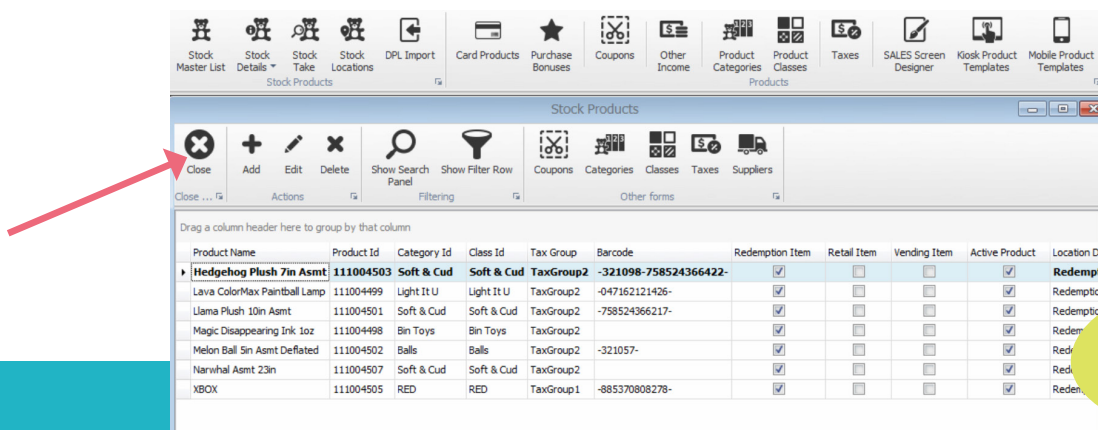 Stock Master List
Stock Details
Stock Take
Stock Locations
DPL Import
Card Products
Purchase Bonuses
Coupons
Other Income
Product Categories
Product Classes
Taxes
SALES Screen Designer
Kiosk Product Templates
Mobile Product Templates
Stock Products
Products
Stock Products
Close
Add
Edit
Delete
Show Search Panel
Show Filter Row
Coupons
Categories
Classes
Taxes
Suppliers
Close ...
Actions
Filtering
Other forms
Drag a column header here to group by that column
Product Name Product Id Category Id Class Id Tax Group Barcode Redemption Item Retail Item Vending Item Active Product Location D
Hedgehog Plush 7in Asmt 111004503 Soft & Cud Soft & Cud TaxGroup2 -321098-758524366422- Redempt
Lava ColorMax Paintball Lamp 111004499 Light It U Light It U TaxGroup2 -047162121426- Redemptio
Llama Plush 10in Asmt 111004501 Soft & Cud Soft & Cud TaxGroup2 -758524366217- Redemptio
Magic Disappearing Ink 1oz 111004498 Bin Toys Bin Toys TaxGroup2 Redem
Melon Ball 5in Asmt Deflated 111004502 Balls Balls TaxGroup2 -321057- Rede
Narwhal Asmt 23in 111004507 Soft & Cud Soft & Cud TaxGroup2 Rede
XBOX 111004505 RED RED TaxGroup1 -885370808278- Redem